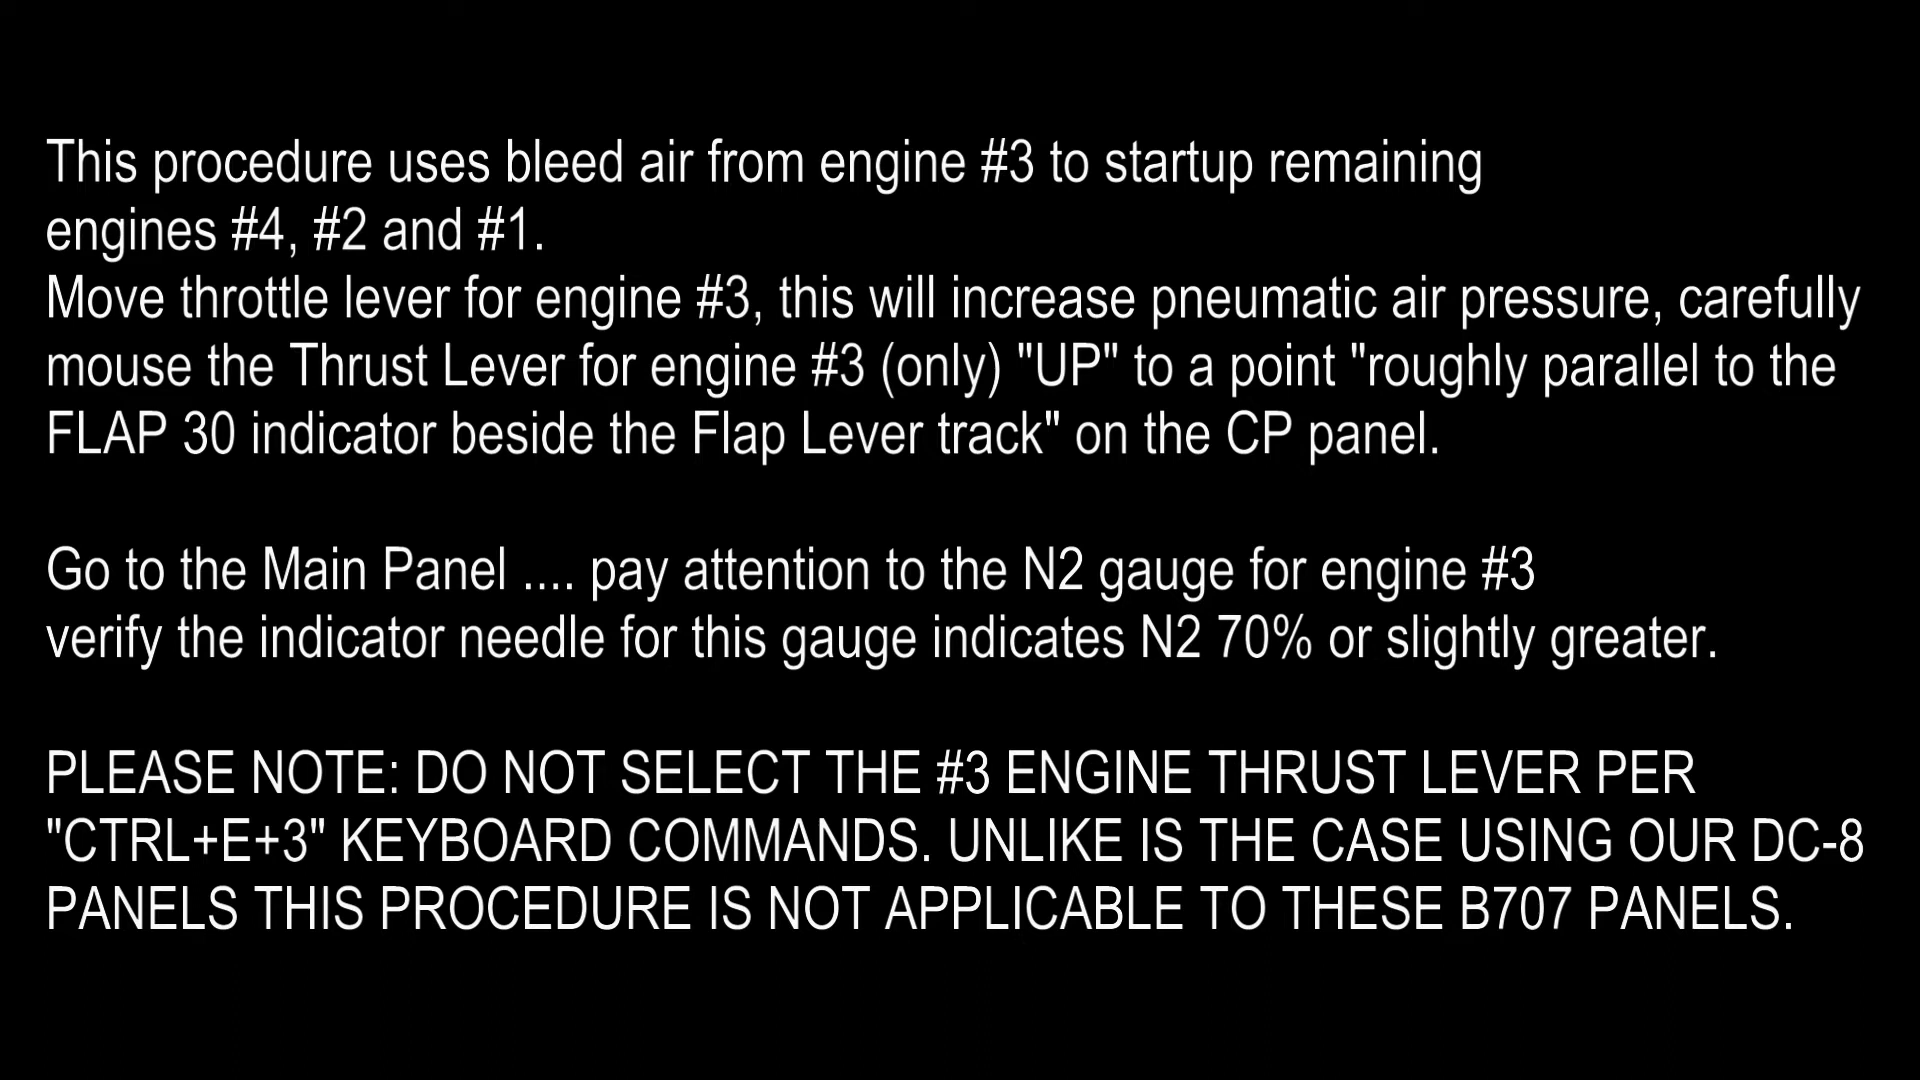 This procedure uses bleed air from engine #3 to startup remaining
engines #4, #2 and #1.
Move throttle lever for engine #3, this will increase pneumatic air pressure, carefully
mouse the Thrust Lever for engine #3 (only) "UP" to a point "roughly parallel to the
FLAP 30 indicator beside the Flap Lever track" on the CP panel.
Go to the Main Panel .... pay attention to the N2 gauge for engine #3
verify the indicator needle for this gauge indicates N2 70% or slightly greater.
PLEASE NOTE: DO NOT SELECT THE #3 ENGINE THRUST LEVER PER
"CTRL+E+3" KEYBOARD COMMANDS. UNLIKE IS THE CASE USING OUR DC-8
PANELS THIS PROCEDURE IS NOT APPLICABLE TO THESE B707 PANELS.